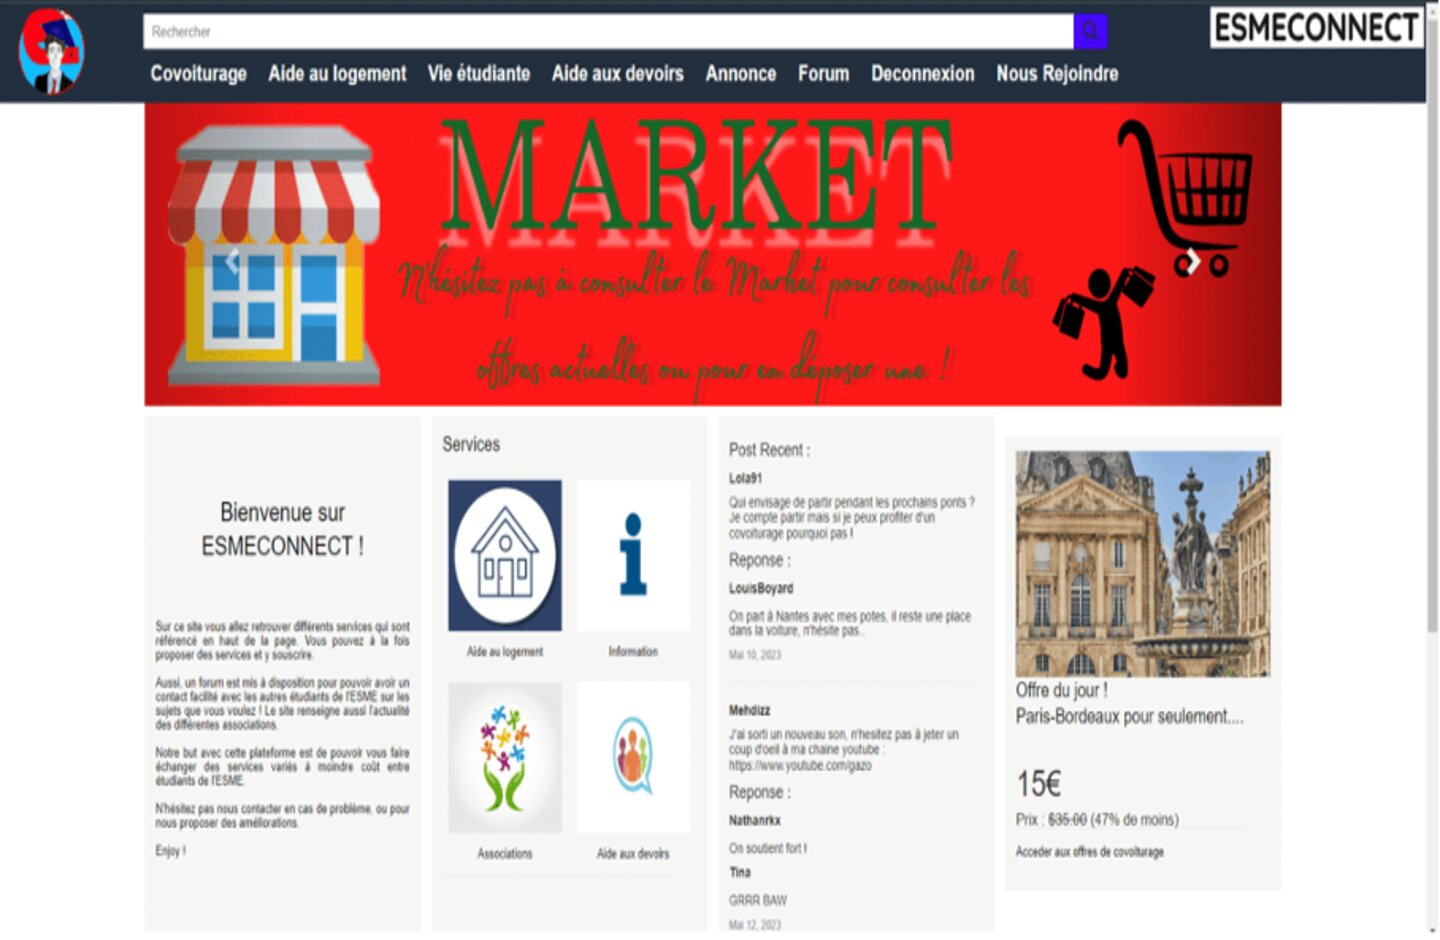 Rechercher
ESMECONNECT
Covoiturage Aide au logement Vie étudiante Aide aux devoirs Annonce Forum Deconnexion Nous Rejoindre
MARKET
N'hésitez pas à consulter le Market pour consulter les
offres actuelles ou pour en déposer une !
Bienvenue sur
ESMECONNECT !
Sur ce site vous allez retrouver différents services qui sont
référencé en haut de la page. Vous pouvez à la fois
proposer des services et y souscrire.
Aussi, un forum est mis à disposition pour pouvoir avoir un
contact facilité avec les autres étudiants de l'ESME sur les
sujets que vous voulez ! Le site renseigne aussi l'actualité
des différentes associations.
Notre but avec cette plateforme est de pouvoir vous faire
échanger des services variés à moindre coût entre
étudiants de l'ESME.
N'hésitez pas nous contacter en cas de problème, ou pour
nous proposer des améliorations.
Enjoy !
Services
Aide au logement
Information
Associations
Aide aux devoirs
Post Recent :
Lola91
Qui envisage de partir pendant les prochains ponts ?
Je compte partir mais si je peux profiter d'un
covoiturage pourquoi pas !
Reponse :
LouisBoyard
On part à Nantes avec mes potes, il reste une place
dans la voiture, n'hésite pas..
Mai 10, 2023
Mehdizz
J'ai sorti un nouveau son, n'hesitez pas à jeter un
coup d'oeil à ma chaine youtube :
https://www.youtube.com/gazo
Reponse :
Nathanrkx
On soutient fort !
Tina
GRRR BAW
Mai 12, 2023
Offre du jour !
Paris-Bordeaux pour seulement....
15€
Prix : $35.00 (47% de moins)
Acceder aux offres de covoiturage